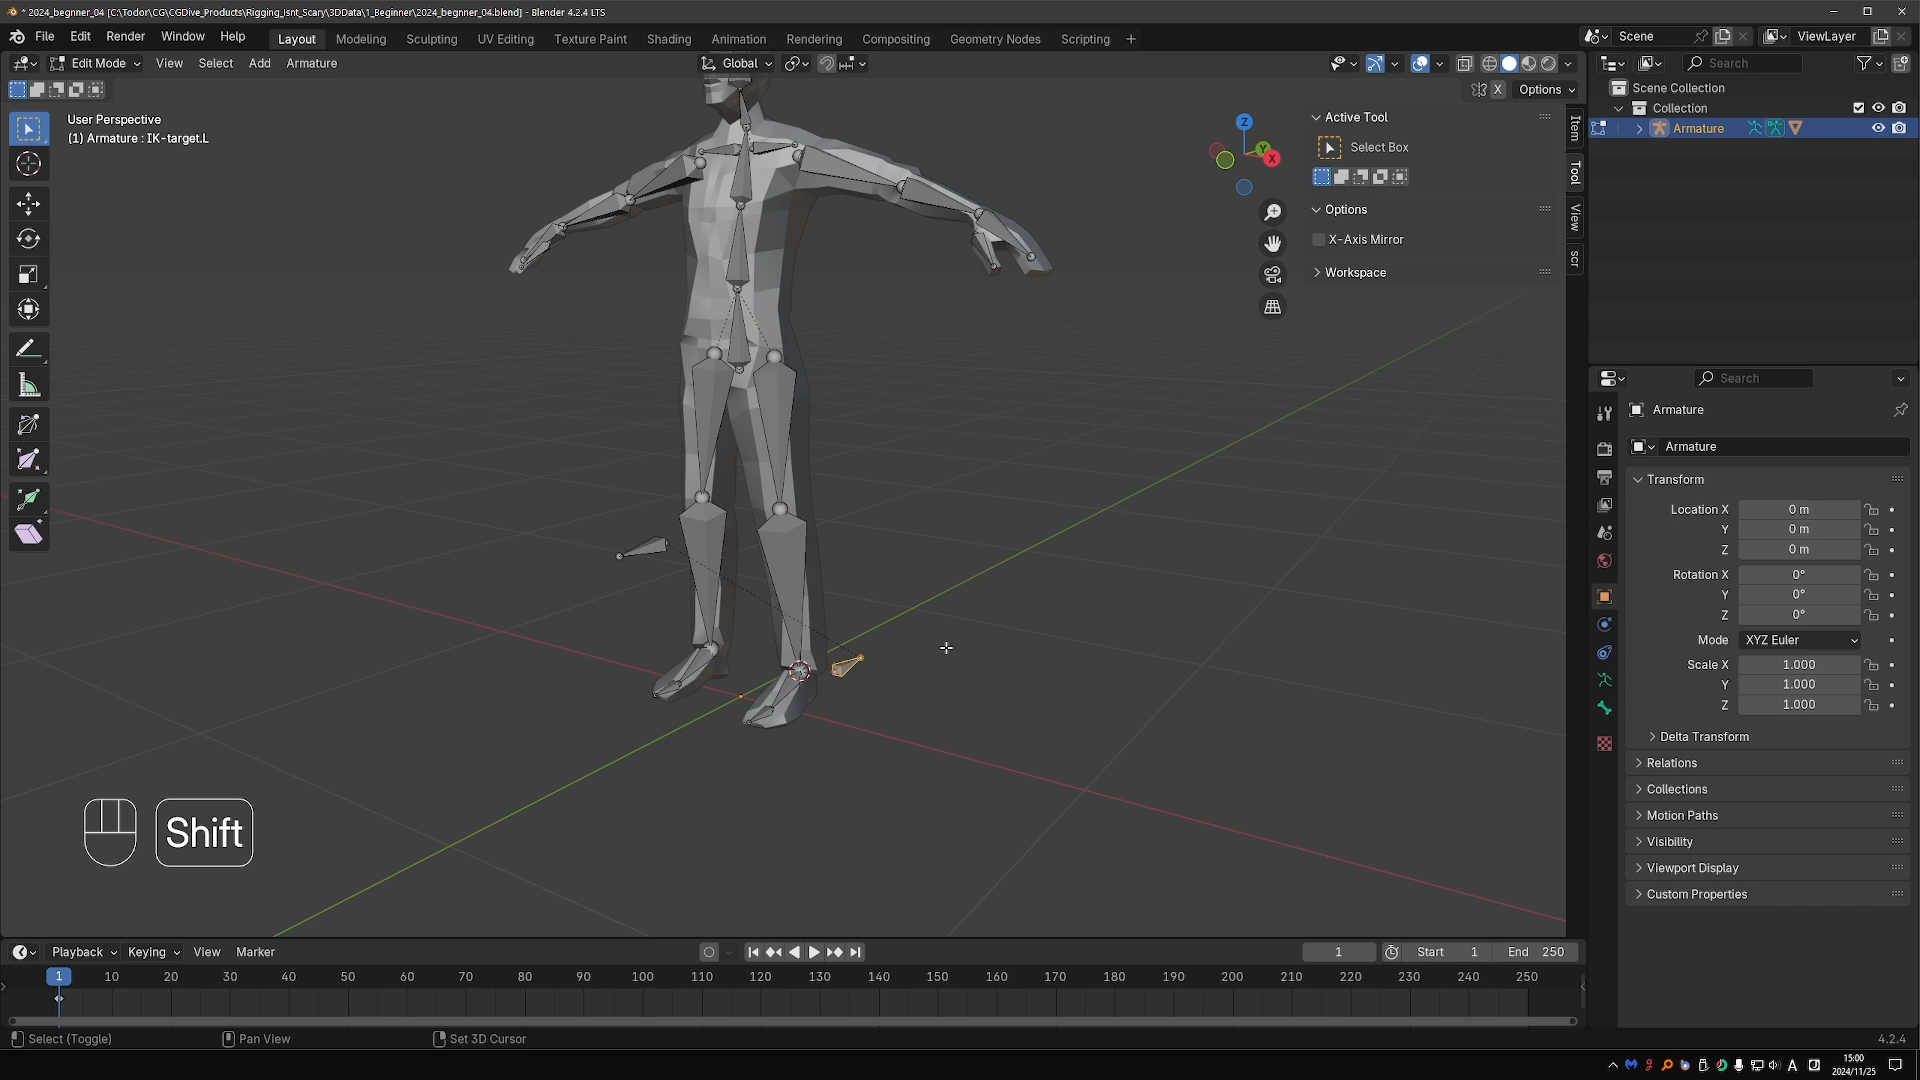 * 2024_begnner_04 [C:\Todor\CG\CGDive_Products\Rigging_Isnt_Scary\3DData\1_Beginner\2024_begnner_04.blend] - Blender 4.2.4 LTS
File Edit Render Window Help Layout Modeling Sculpting UV Editing Texture Paint Shading Animation Rendering Compositing Geometry Nodes Scripting + Scene ViewLayer
Edit Mode View Select Add Armature Global Search
X Options
User Perspective
(1) Armature : IK-target.L
Z
Y
X
Active Tool
Select Box
Options
X-Axis Mirror
Workspace
Item
Tool
View
scr
Scene Collection
Collection
Armature
Search
Armature
Armature
Transform
Location X 0 m
Y 0 m
Z 0 m
Rotation X 0°
Y 0°
Z 0°
Mode XYZ Euler
Scale X 1.000
Y 1.000
Z 1.000
Delta Transform
Relations
Collections
Motion Paths
Visibility
Viewport Display
Custom Properties
Shift
Playback Keying View Marker 1 Start 1 End 250
1 10 20 30 40 50 60 70 80 90 100 110 120 130 140 150 160 170 180 190 200 210 220 230 240 250
Select (Toggle) Pan View Set 3D Cursor 4.2.4
A
15:00
2024/11/25